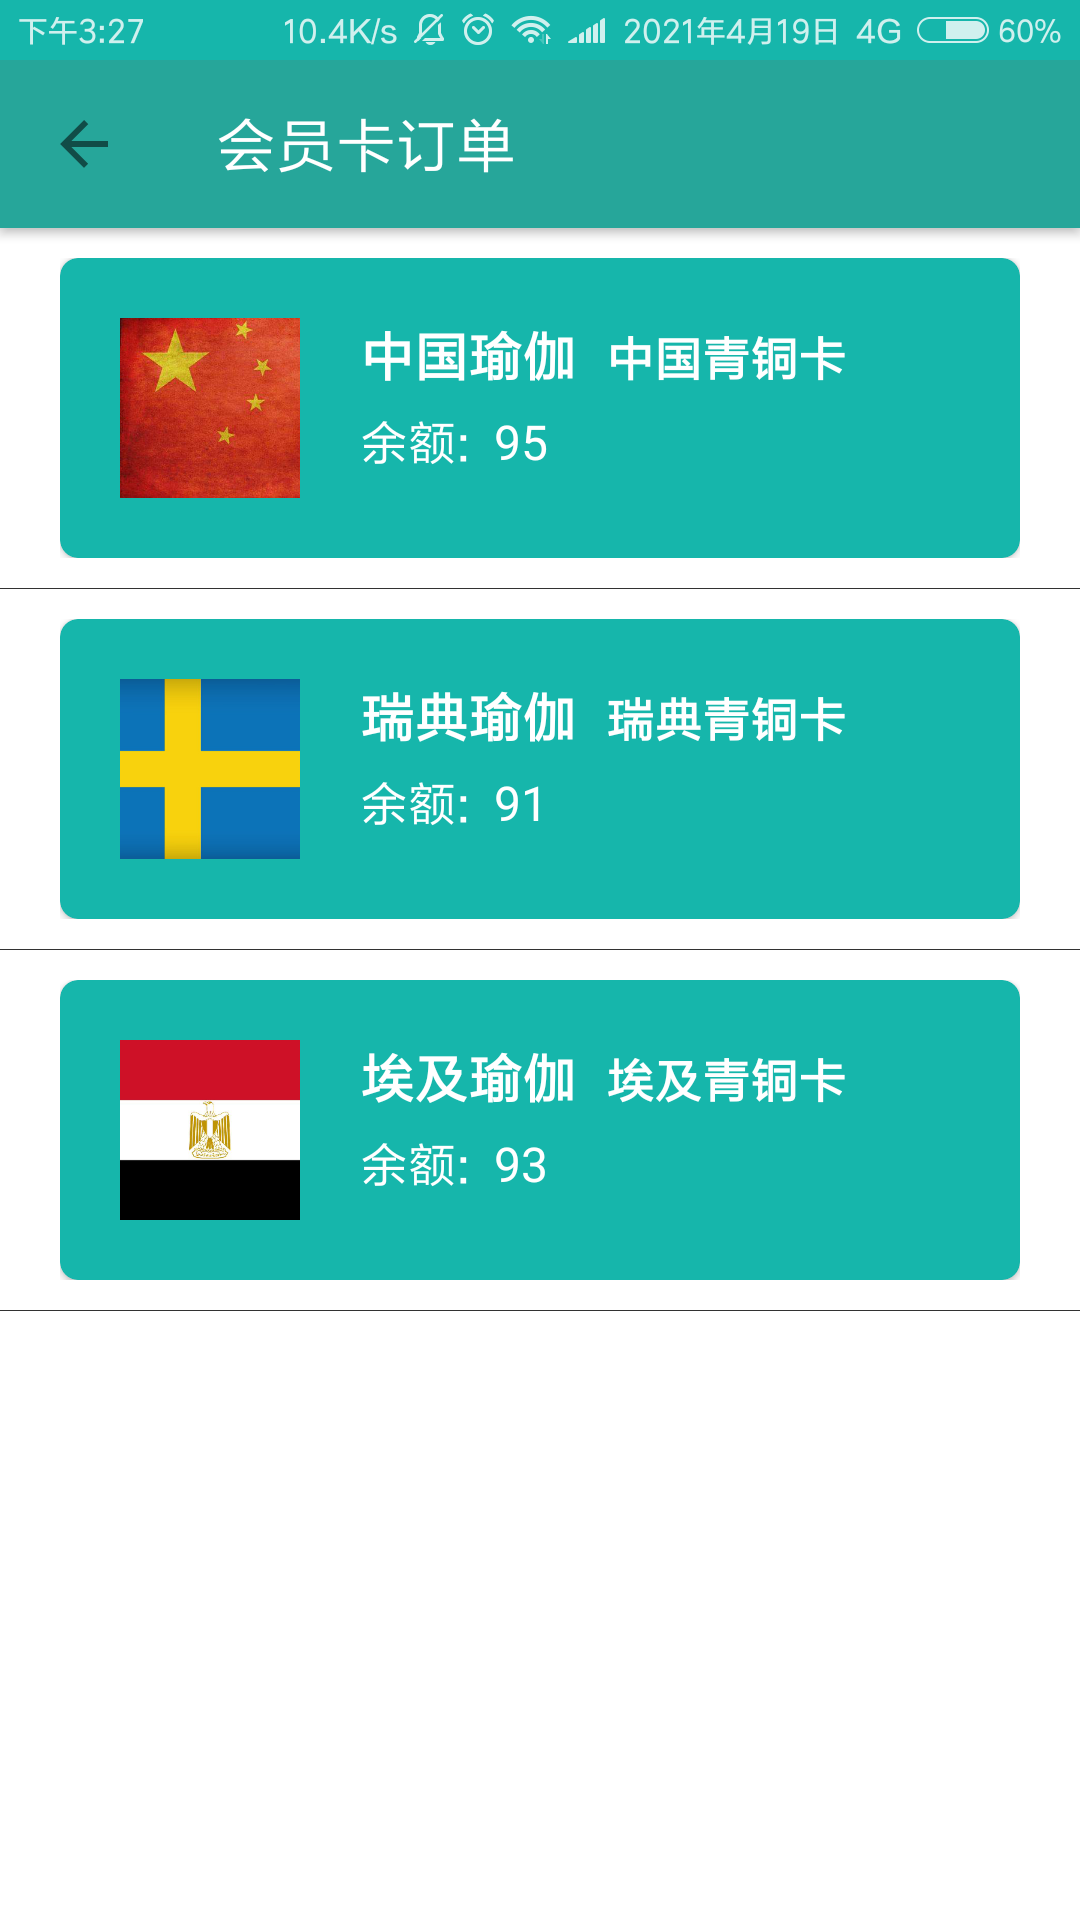 下午3:27 10.4K/s 2021年4月19日 4G 60%
会员卡订单
中国瑜伽 中国青铜卡
余额: 95
瑞典瑜伽 瑞典青铜卡
余额: 91
埃及瑜伽 埃及青铜卡
余额: 93